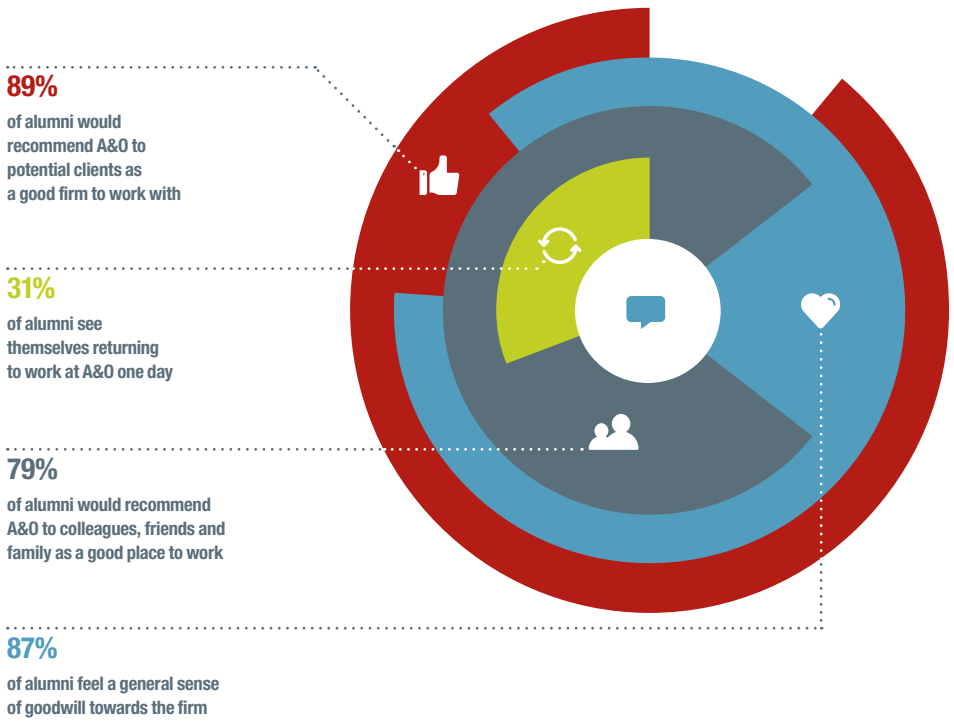 89%
of alumni would
recommend A&O to
potential clients as
a good firm to work with
31%
of alumni see
themselves returning
to work at A&O one day
79%
of alumni would recommend
A&O to colleagues, friends and
family as a good place to work
87%
of alumni feel a general sense
of goodwill towards the firm